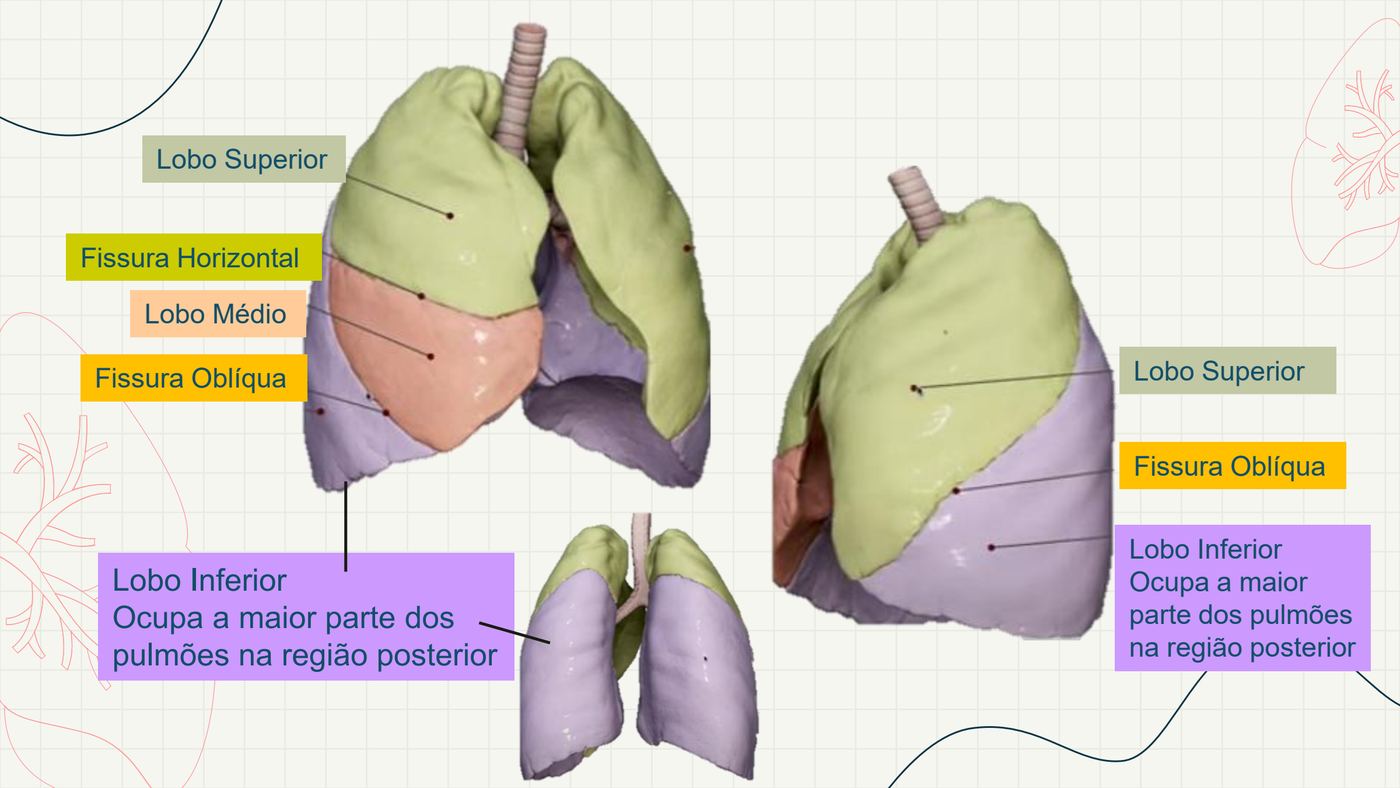 Lobo Superior
Fissura Horizontal
Lobo Médio
Fissura Oblíqua
Lobo Inferior
Ocupa a maior parte dos
pulmões na região posterior
Lobo Superior
Fissura Oblíqua
Lobo Inferior
Ocupa a maior
parte dos pulmões
na região posterior